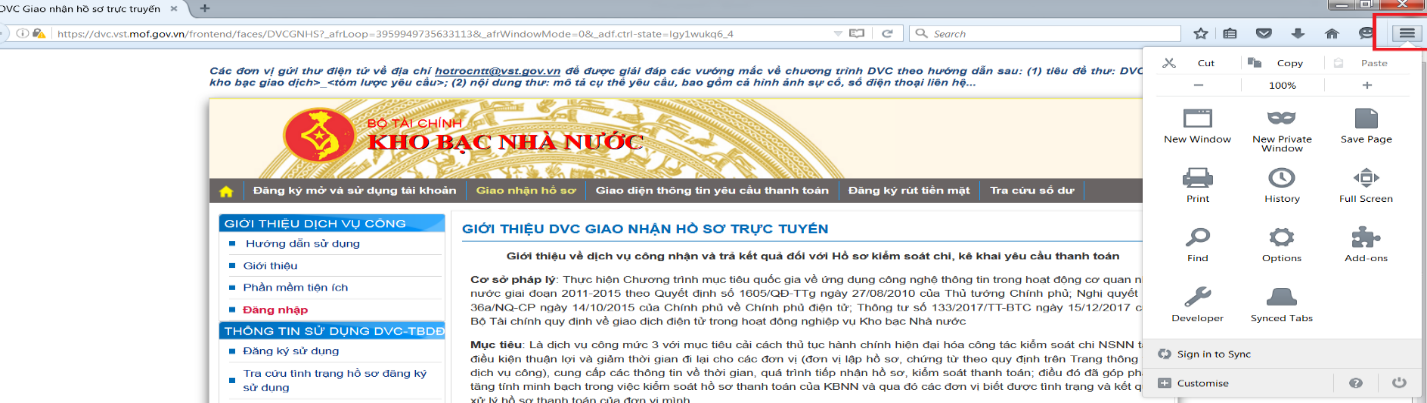 DVC Giao nhận hồ sơ trực tuyến × +
https://dvc.vst.mof.gov.vn/frontend/faces/DVCGNHS?_afrLoop=3959949735633113&_afrWindowMode=0&_adf.ctrl-state=lgy1wukq6_4
Search
Các đơn vị gửi thư điện tử về địa chỉ hotrocntt@vst.gov.vn để được giải đáp các vướng mắc về chương trình DVC theo hướng dẫn sau: (1) tiêu đề thư: DVC
kho bạc giao dịch>_<tóm lược yêu cầu>; (2) nội dung thư: mô tả cụ thể yêu cầu, bao gồm cả hình ảnh sự cố, số điện thoại liên hệ...
BỘ TÀI CHÍNH
KHO BẠC NHÀ NƯỚC
Đăng ký mở và sử dụng tài khoản
Giao nhận hồ sơ
Giao diện thông tin yêu cầu thanh toán
Đăng ký rút tiền mặt
Tra cứu số dư
GIỚI THIỆU DỊCH VỤ CÔNG
Hướng dẫn sử dụng
Giới thiệu
Phần mềm tiện ích
Đăng nhập
THÔNG TIN SỬ DỤNG DVC-TBDĐ
Đăng ký sử dụng
Tra cứu tình trạng hồ sơ đăng ký
sử dụng
GIỚI THIỆU DVC GIAO NHẬN HỒ SƠ TRỰC TUYẾN
Giới thiệu về dịch vụ công nhận và trả kết quả đối với Hồ sơ kiểm soát chi, kê khai yêu cầu thanh toán
Cơ sở pháp lý: Thực hiện Chương trình mục tiêu quốc gia về ứng dụng công nghệ thông tin trong hoạt động cơ quan n
nước giai đoạn 2011-2015 theo Quyết định số 1605/QĐ-TTg ngày 27/08/2010 của Thủ tướng Chính phủ; Nghị quyết
36a/NQ-CP ngày 14/10/2015 của Chính phủ về Chính phủ điện tử; Thông tư số 133/2017/TT-BTC ngày 15/12/2017 c
Bộ Tài chính quy định về giao dịch điện tử trong hoạt động nghiệp vụ Kho bạc Nhà nước
Mục tiêu: Là dịch vụ công mức 3 với mục tiêu cải cách thủ tục hành chính hiện đại hóa công tác kiểm soát chi NSNN t
điều kiện thuận lợi và giảm thời gian đi lại cho các đơn vị (đơn vị lập hồ sơ, chứng từ theo quy định trên Trang thông
dịch vụ công), cung cấp các thông tin về thời gian, quá trình tiếp nhận hồ sơ, kiểm soát thanh toán; điều đó đã góp ph
tăng tính minh bạch trong việc kiểm soát hồ sơ thanh toán của KBNN và qua đó các đơn vị biết được tình trạng và kết q
xử lý hồ sơ thanh toán của đơn vị mình
Cut Copy Paste
− 100% +
New Window
New Private
Window
Save Page
Print
History
Full Screen
Find
Options
Add-ons
Developer
Synced Tabs
Sign in to Sync
Customise